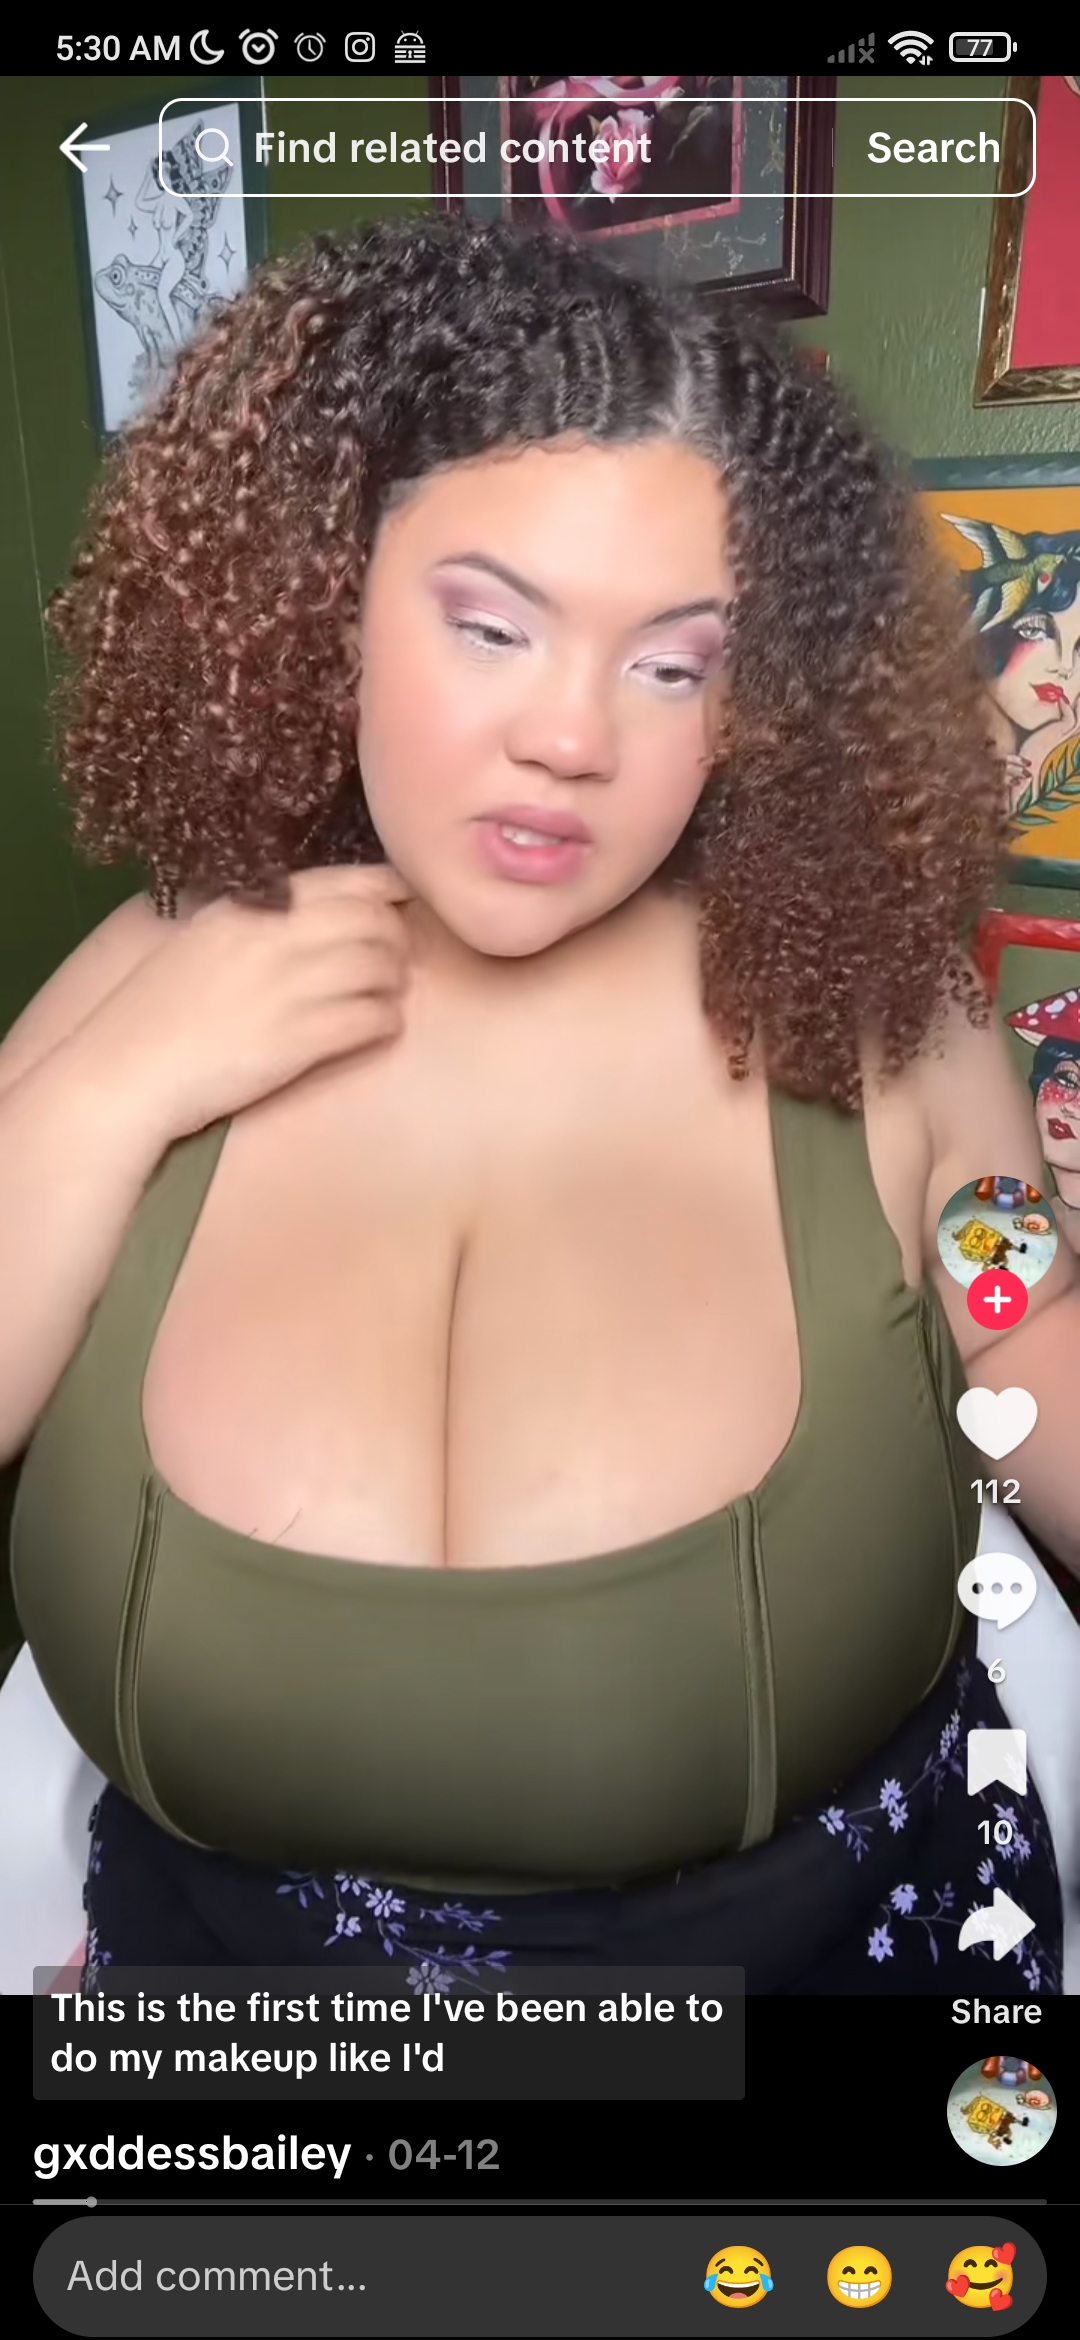 5:30 AM
77
Find related content
Search
112
6
10
Share
This is the first time I've been able to
do my makeup like I'd
gxddessbailey · 04-12
Add comment...